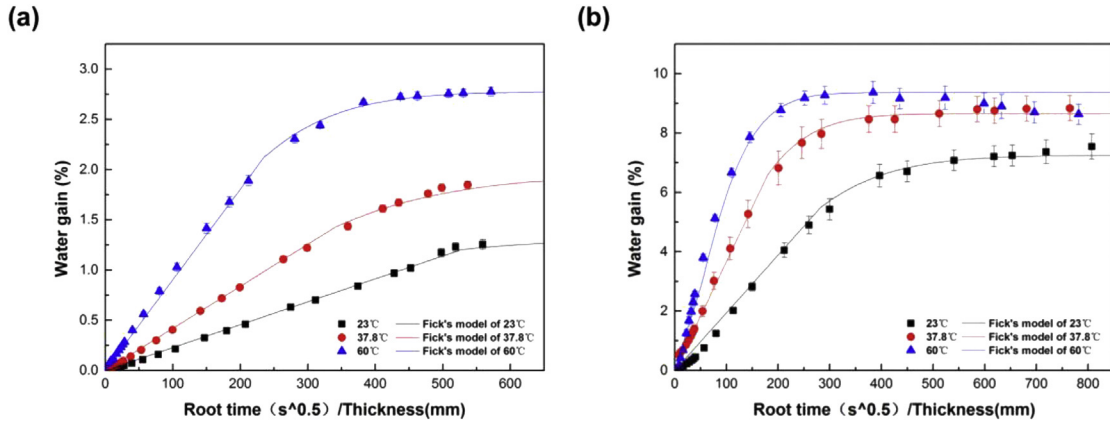 (a)
3.0
2.5
2.0
1.5
1.0
0.5
0.0
0 100 200 300 400 500 600
Water gain (%)
Root time（s^0.5）/Thickness(mm)
23℃ Fick's model of 23℃
37.8℃ Fick's model of 37.8℃
60℃ Fick's model of 60℃
(b)
10
8
6
4
2
0
0 100 200 300 400 500 600 700 800
Water gain (%)
Root time（s^0.5）/Thickness(mm)
23℃ Fick's model of 23℃
37.8℃ Fick's model of 37.8℃
60℃ Fick's model of 60℃